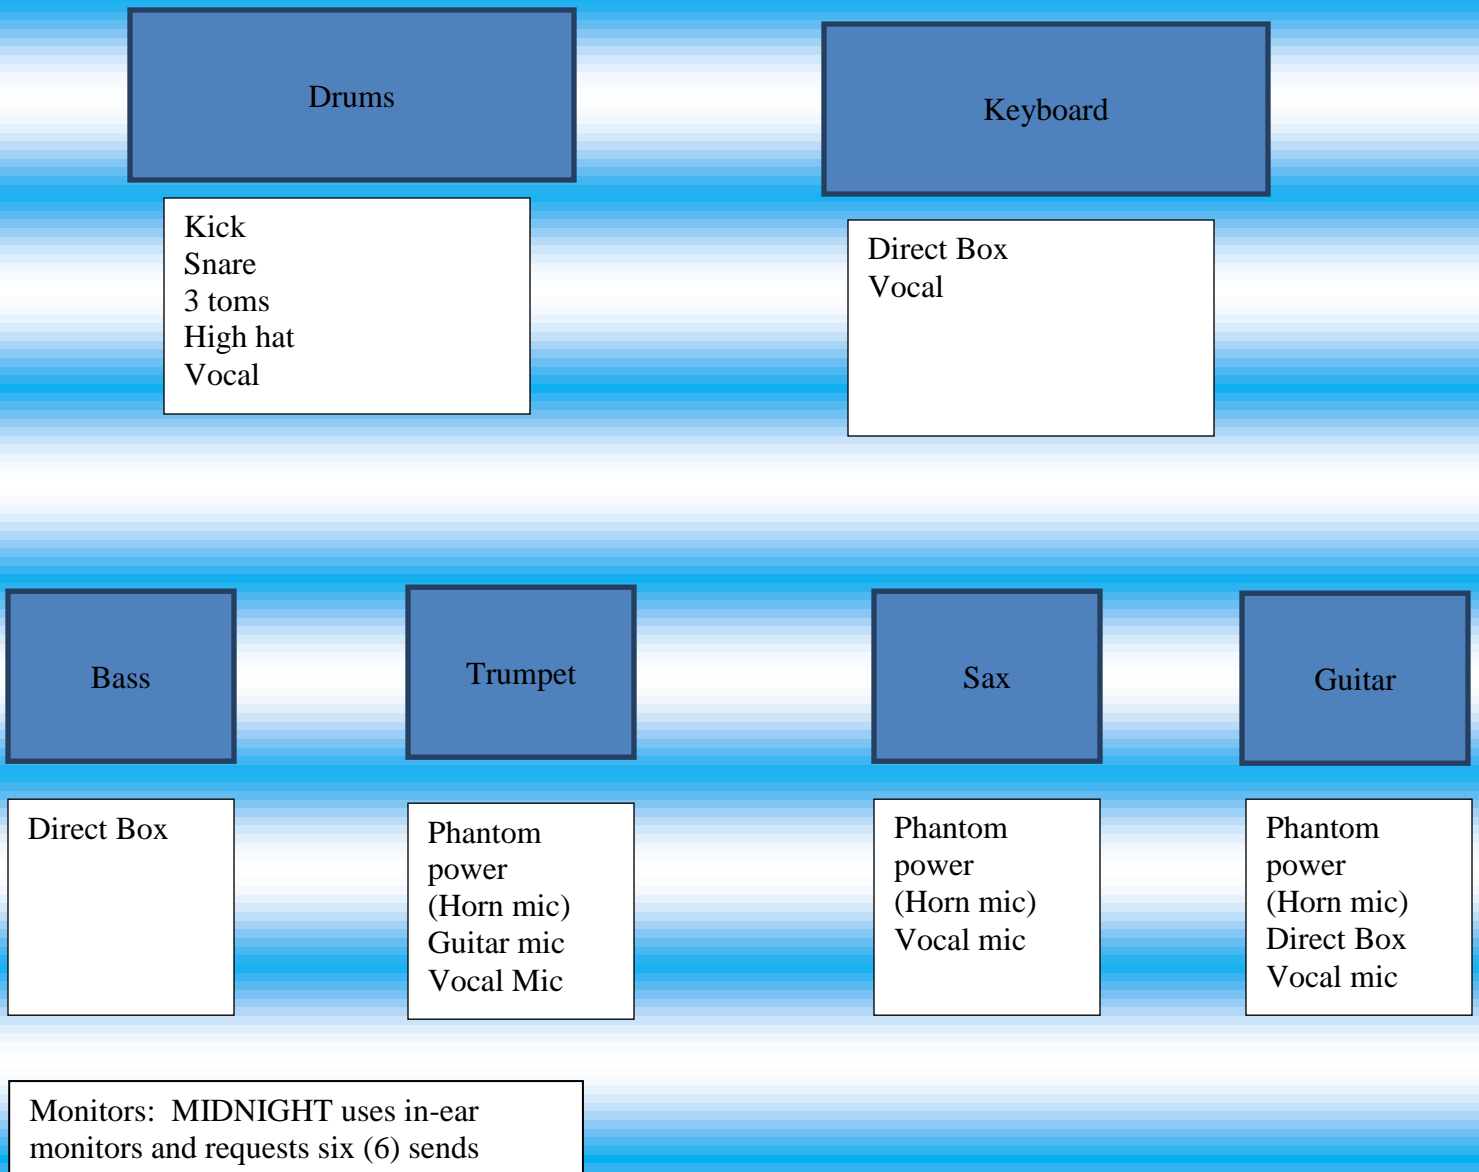 Drums
Keyboard
Kick
Snare
3 toms
High hat
Vocal
Direct Box
Vocal
Bass
Trumpet
Sax
Guitar
Direct Box
Phantom
power
(Horn mic)
Guitar mic
Vocal Mic
Phantom
power
(Horn mic)
Vocal mic
Phantom
power
(Horn mic)
Direct Box
Vocal mic
Monitors:  MIDNIGHT uses in-ear
monitors and requests six (6) sends